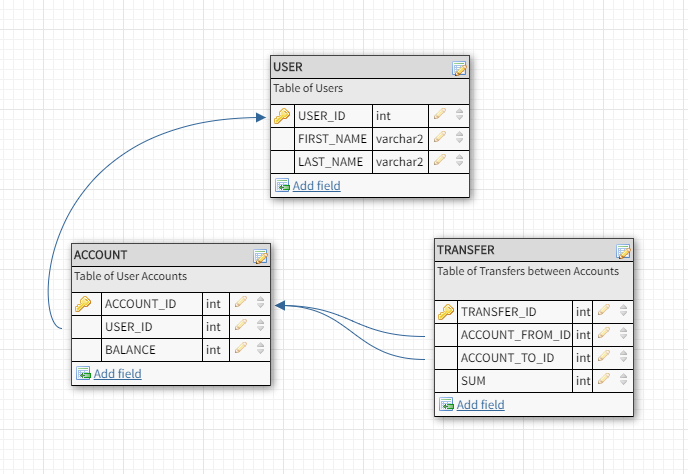 USER
Table of Users
USER_ID int
FIRST_NAME varchar2
LAST_NAME varchar2
Add field
ACCOUNT
Table of User Accounts
ACCOUNT_ID int
USER_ID int
BALANCE int
Add field
TRANSFER
Table of Transfers between Accounts
TRANSFER_ID int
ACCOUNT_FROM_ID int
ACCOUNT_TO_ID int
SUM int
Add field